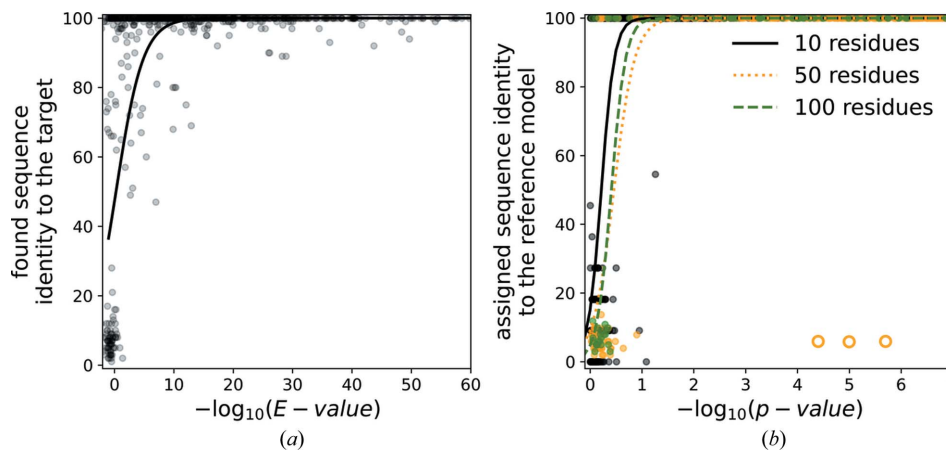 100
80
60
40
20
0
found sequence
identity to the target
0
10
20
30
40
50
60
−log10(E − value)
(a)
100
80
60
40
20
0
assigned sequence identity
to the reference model
10 residues
50 residues
100 residues
0
1
2
3
4
5
6
−log10(p − value)
(b)